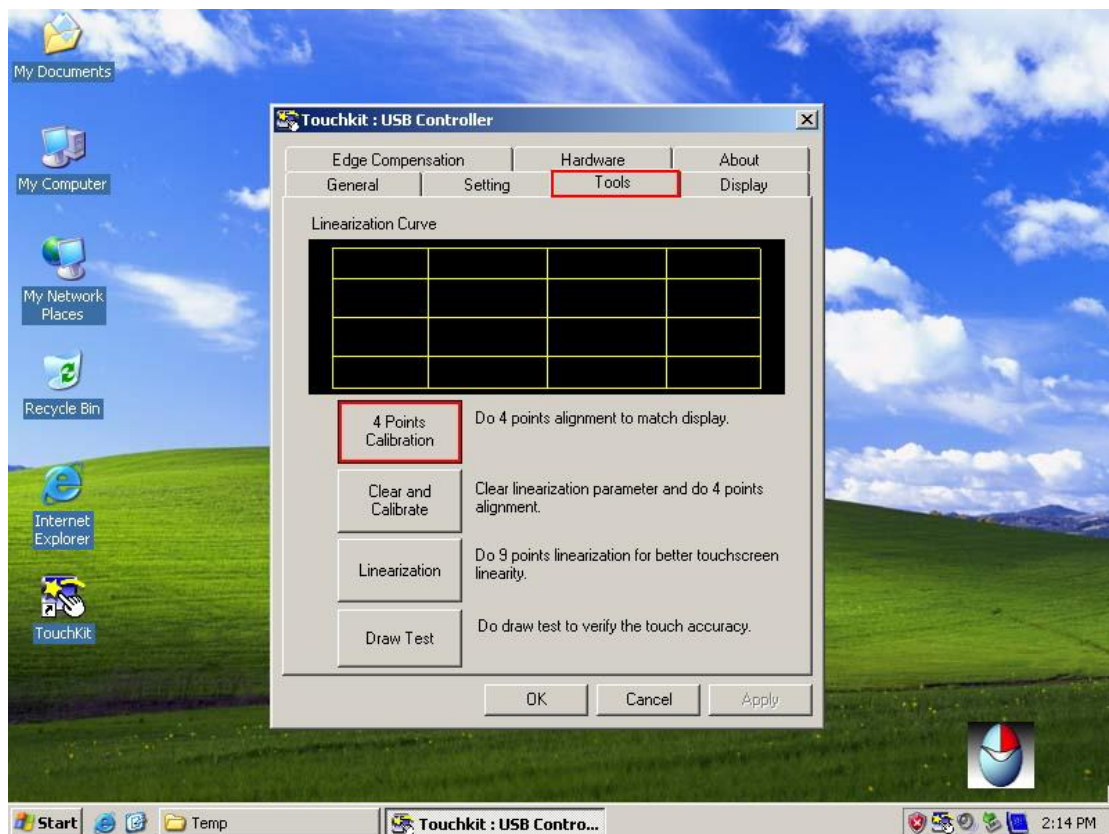 My Documents
My Computer
My Network
Places
Recycle Bin
Internet
Explorer
TouchKit
Touchkit : USB Controller
Edge Compensation
Hardware
About
General
Setting
Tools
Display
Linearization Curve
4 Points
Calibration
Do 4 points alignment to match display.
Clear and
Calibrate
Clear linearization parameter and do 4 points
alignment.
Linearization
Do 9 points linearization for better touchscreen
linearity.
Draw Test
Do draw test to verify the touch accuracy.
OK
Cancel
Apply
Start
Temp
Touchkit : USB Contro...
2:14 PM